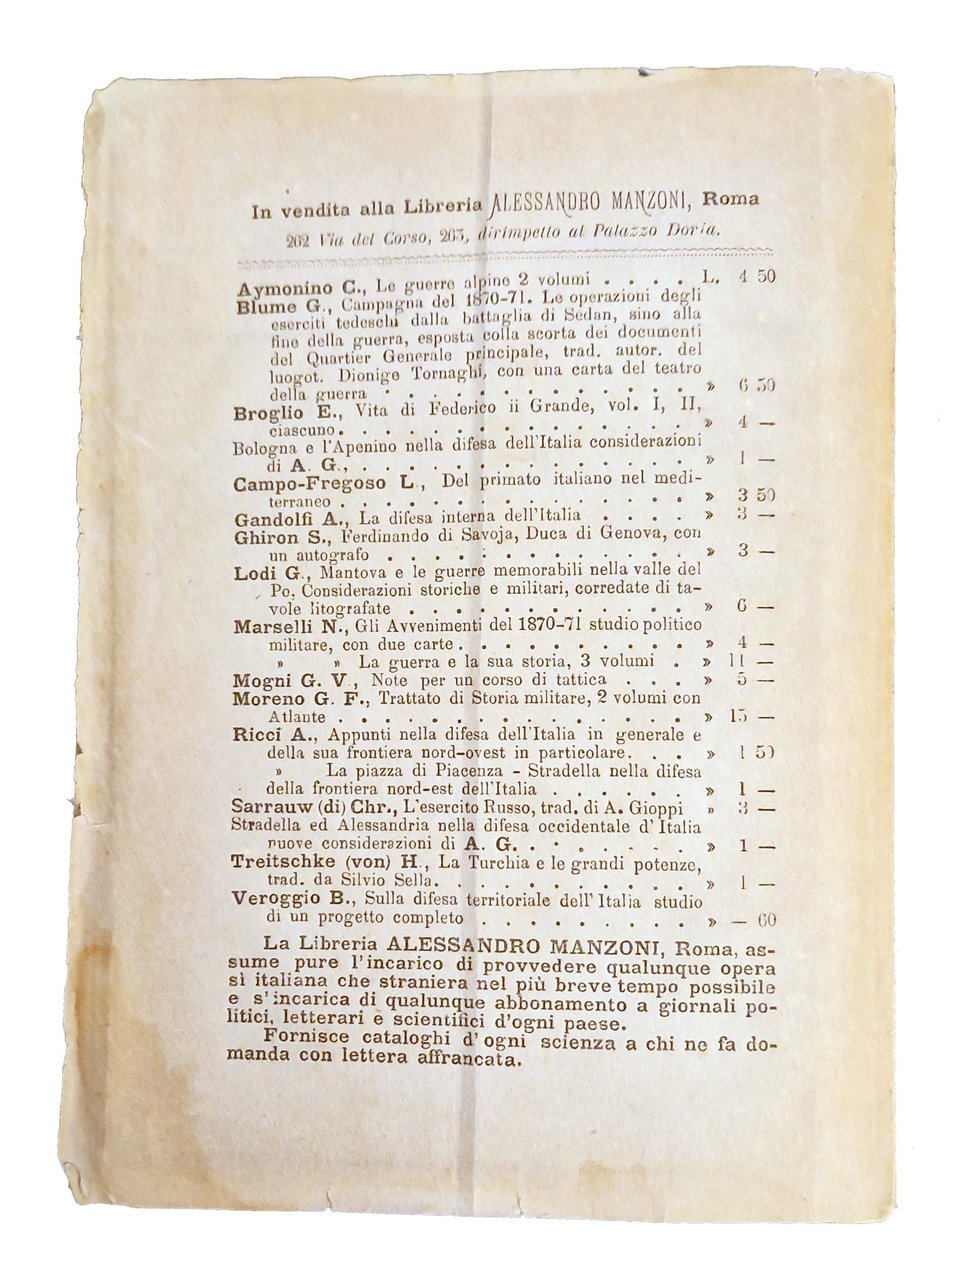 In vendita alla Libreria ALESSANDRO MANZONI, Roma
262 Via del Corso, 263, dirimpetto al Palazzo Doria.
Aymonino C., Le guerre alpine 2 volumi . . . . L. 4 50
Blume G., Campagna del 1870-71. Le operazioni degli
eserciti tedeschi dalla battaglia di Sedan, sino alla
fine della guerra, esposta colla scorta dei documenti
del Quartier Generale principale, trad. autor. del
luogot. Dionigo Tornaghi, con una carta del teatro
della guerra . . . . . . . . . . . . » 6 50
Broglio E., Vita di Federico ii Grande, vol. I, II,
ciascuno. . . . . . . . . . . . . . » 4 —
Bologna e l'Apenino nella difesa dell'Italia considerazioni
di A. G., . . . . . . . . . . . . . » 1 —
Campo-Fregoso L., Del primato italiano nel medi-
terraneo . . . . . . . . . . . . . » 3 50
Gandolfi A., La difesa interna dell'Italia . . . . » 3 —
Ghiron S., Ferdinando di Savoja, Duca di Genova, con
un autografo . . . . . . . . . . . . » 3 —
Lodi G., Mantova e le guerre memorabili nella valle del
Po. Considerazioni storiche e militari, corredate di ta-
vole litografate . . . . . . . . . . . . » 6 —
Marselli N., Gli Avvenimenti del 1870-71 studio politico
militare, con due carte . . . . . . . . . . » 4 —
» » La guerra e la sua storia, 3 volumi . » 11 —
Mogni G. V., Note per un corso di tattica . . . » 5 —
Moreno G. F., Trattato di Storia militare, 2 volumi con
Atlante . . . . . . . . . . . . . . » 15 —
Ricci A., Appunti nella difesa dell'Italia in generale e
della sua frontiera nord-ovest in particolare. . . » 1 50
» La piazza di Piacenza - Stradella nella difesa
della frontiera nord-est dell'Italia . . . . . . » 1 —
Sarrauw (di) Chr., L'esercito Russo, trad. di A. Gioppi » 3 —
Stradella ed Alessandria nella difesa occidentale d'Italia
nuove considerazioni di A. G. . . . . . . . » 1 —
Treitschke (von) H., La Turchia e le grandi potenze,
trad. da Silvio Sella. . . . . . . . . . . » 1 —
Veroggio B., Sulla difesa territoriale dell'Italia studio
di un progetto completo . . . . . . . . . » — 60
La Libreria ALESSANDRO MANZONI, Roma, as-
sume pure l'incarico di provvedere qualunque opera
sì italiana che straniera nel più breve tempo possibile
e s'incarica di qualunque abbonamento a giornali po-
litici, letterari e scientifici d'ogni paese.
Fornisce cataloghi d'ogni scienza a chi ne fa do-
manda con lettera affrancata.